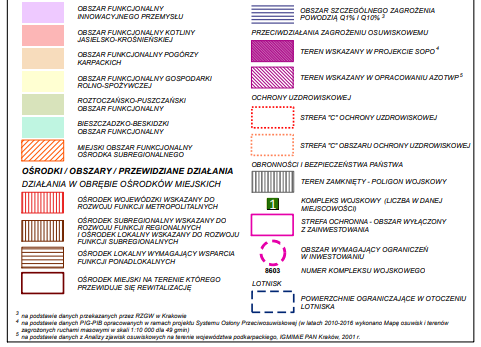 OBSZAR FUNKCJONALNY
INNOWACYJNEGO PRZEMYSŁU
OBSZAR FUNKCJONALNY KOTLINY
JASIELSKO-KROŚNIEŃSKIEJ
OBSZAR FUNKCJONALNY POGÓRZY
KARPACKICH
OBSZAR FUNKCJONALNY GOSPODARKI
ROLNO-SPOŻYWCZEJ
ROZTOCZAŃSKO-PUSZCZAŃSKI
OBSZAR FUNKCJONALNY
BIESZCZADZKO-BESKIDZKI
OBSZAR FUNKCJONALNY
MIEJSKI OBSZAR FUNKCJONALNY
OŚRODKA SUBREGIONALNEGO
OŚRODKI / OBSZARY / PRZEWIDZIANE DZIAŁANIA
DZIAŁANIA W OBRĘBIE OŚRODKÓW MIEJSKICH
OŚRODEK WOJEWÓDZKI WSKAZANY DO
ROZWOJU FUNKCJI METROPOLITALNYCH
OŚRODEK SUBREGIONALNY WSKAZANY DO
ROZWOJU FUNKCJI REGIONALNYCH
I OŚRODEK LOKALNY WSKAZANY DO ROZWOJU
FUNKCJI SUBREGIONALNYCH
OŚRODEK LOKALNY WYMAGAJĄCY WSPARCIA
FUNKCJI PONADLOKALNYCH
OŚRODEK MIEJSKI NA TERENIE KTÓREGO
PRZEWIDUJE SIĘ REWITALIZACJĘ
OBSZAR SZCZEGÓLNEGO ZAGROŻENIA
POWODZIĄ Q1% I Q10% 3
PRZECIWDZIAŁANIA ZAGROŻENIU OSUWISKOWEMU
TEREN WSKAZANY W PROJEKCIE SOPO 4
TEREN WSKAZANY W OPRACOWANIU AZOTWP 5
OCHRONY UZDROWISKOWEJ
STREFA "C" OCHRONY UZDROWISKOWEJ
STREFA "C" OBSZARU OCHRONY UZDROWISKOWEJ
OBRONNOŚCI I BEZPIECZEŃSTWA PAŃSTWA
TEREN ZAMKNIĘTY - POLIGON WOJSKOWY
1
KOMPLEKS WOJSKOWY (LICZBA W DANEJ
MIEJSCOWOŚCI)
STREFA OCHRONNA - OBSZAR WYŁĄCZONY
Z ZAINWESTOWANIA
OBSZAR WYMAGAJĄCY OGRANICZEŃ
W INWESTOWANIU
8603 NUMER KOMPLEKSU WOJSKOWEGO
LOTNISK
POWIERZCHNIE OGRANICZAJĄCE W OTOCZENIU
LOTNISKA
3 na podstawie danych przekazanych przez RZGW w Krakowie
4 na podstawie danych PIG-PIB opracowanych w ramach projektu Systemu Osłony Przeciwosuwiskowej (w latach 2010-2016 wykonano Mapę osuwisk i terenów
zagrożonych ruchami masowymi w skali 1:10 000 dla 49 gmin)
5 na podstawie danych z Analizy zjawisk osuwiskowych na terenie województwa podkarpackiego, IGMiMiE PAN Kraków, 2001 r.